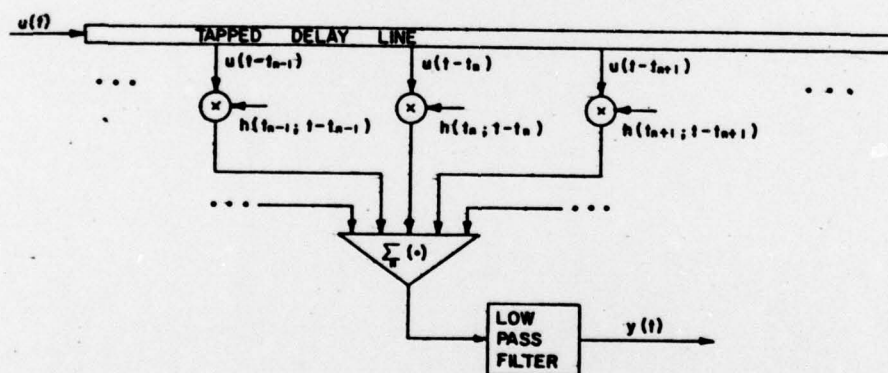 u(t)
TAPPED DELAY LINE
u(t-tₙ₋₁) u(t-tₙ) u(t-tₙ₊₁)
... ...
× × ×
h(tₙ₋₁; t-tₙ₋₁) h(tₙ; t-tₙ) h(tₙ₊₁; t-tₙ₊₁)
... ...
Σₙ(•)
LOW
PASS
FILTER
y(t)